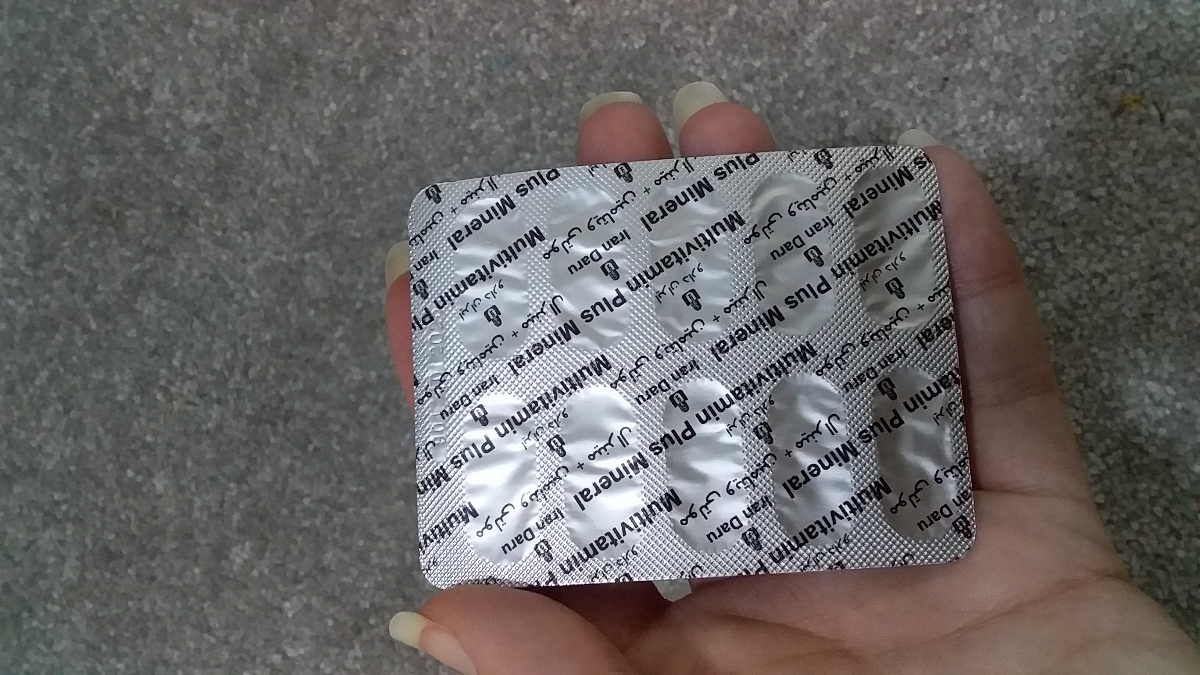 Multivitamin Plus Mineral
مولتی ویتامین + مینرال
Iran Daru
ایران دارو